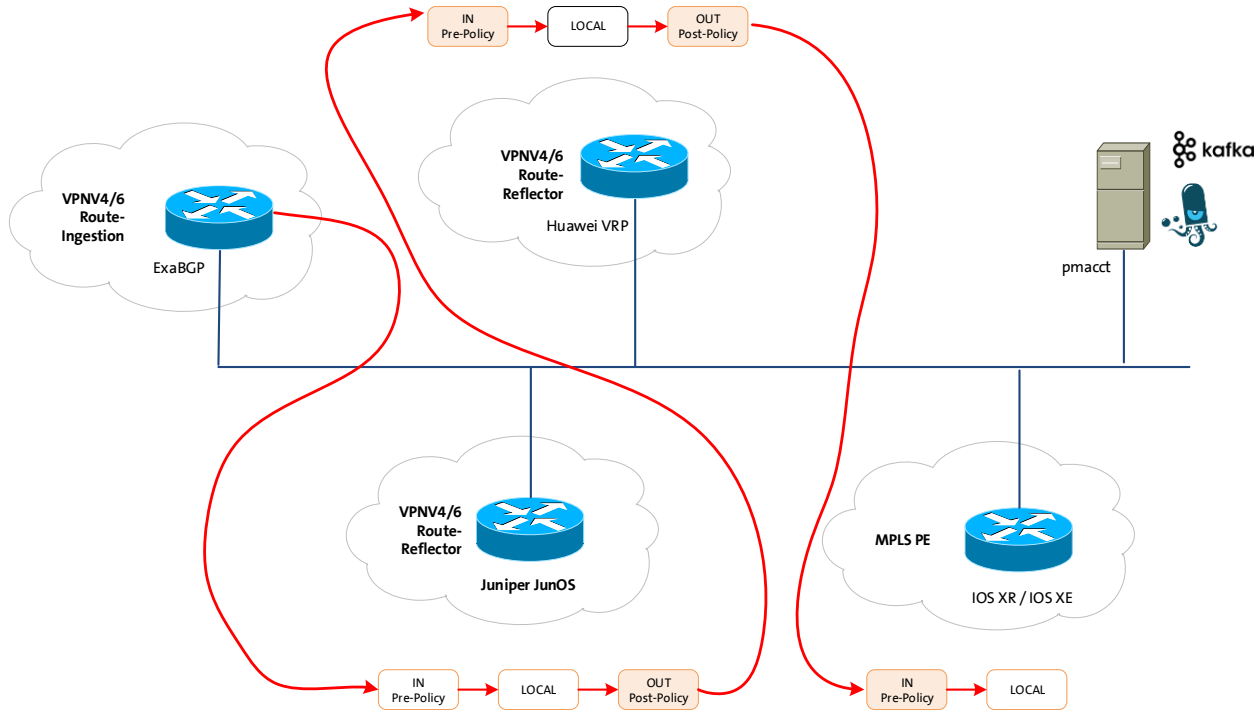 IN
Pre-Policy
LOCAL
OUT
Post-Policy
VPNV4/6
Route-
Reflector
Huawei VRP
kafka
VPNV4/6
Route-
Ingestion
ExaBGP
pmacct
VPNV4/6
Route-
Reflector
Juniper JunOS
MPLS PE
IOS XR / IOS XE
IN
Pre-Policy
LOCAL
OUT
Post-Policy
IN
Pre-Policy
LOCAL